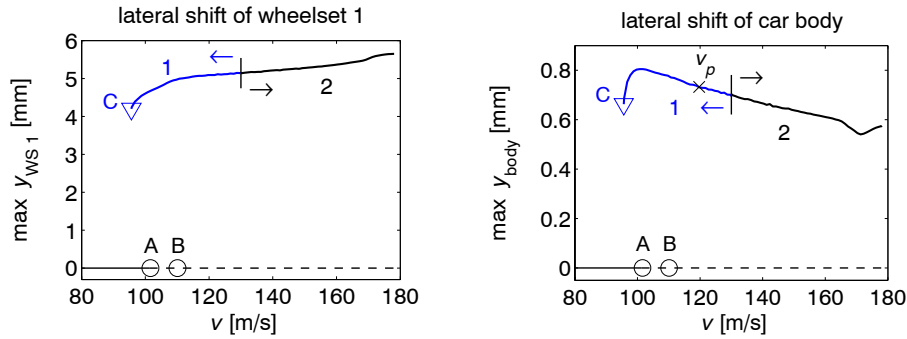 lateral shift of wheelset 1
max y_WS 1 [mm]
6
5
4
3
2
1
0
1
2
C
A B
80 100 120 140 160 180
v [m/s]
lateral shift of car body
max y_body [mm]
0.8
0.6
0.4
0.2
0
v_p
C
1
2
A B
80 100 120 140 160 180
v [m/s]